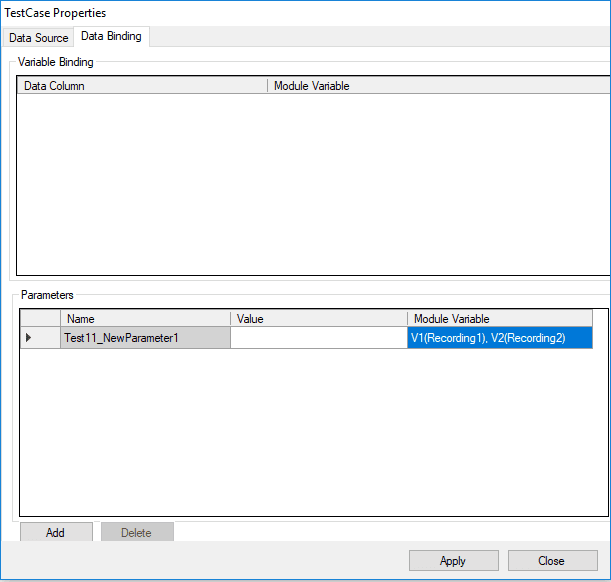 TestCase Properties
Data Source Data Binding
Variable Binding
Data Column Module Variable
Parameters
Name Value Module Variable
Test11_NewParameter1 V1(Recording1), V2(Recording2)
Add Delete
Apply Close